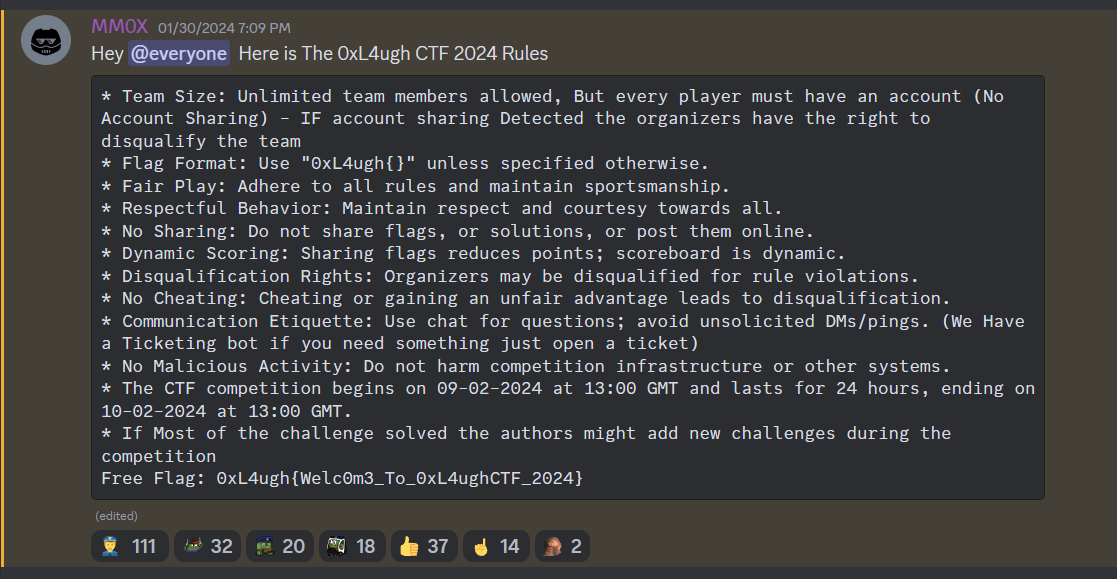 MM0X 01/30/2024 7:09 PM
Hey @everyone Here is The 0xL4ugh CTF 2024 Rules
* Team Size: Unlimited team members allowed, But every player must have an account (No
Account Sharing) - IF account sharing Detected the organizers have the right to
disqualify the team
* Flag Format: Use "0xL4ugh{}" unless specified otherwise.
* Fair Play: Adhere to all rules and maintain sportsmanship.
* Respectful Behavior: Maintain respect and courtesy towards all.
* No Sharing: Do not share flags, or solutions, or post them online.
* Dynamic Scoring: Sharing flags reduces points; scoreboard is dynamic.
* Disqualification Rights: Organizers may be disqualified for rule violations.
* No Cheating: Cheating or gaining an unfair advantage leads to disqualification.
* Communication Etiquette: Use chat for questions; avoid unsolicited DMs/pings. (We Have
a Ticketing bot if you need something just open a ticket)
* No Malicious Activity: Do not harm competition infrastructure or other systems.
* The CTF competition begins on 09-02-2024 at 13:00 GMT and lasts for 24 hours, ending on
10-02-2024 at 13:00 GMT.
* If Most of the challenge solved the authors might add new challenges during the
competition
Free Flag: 0xL4ugh{Welc0m3_To_0xL4ughCTF_2024}
(edited)
111 32 20 18 37 14 2